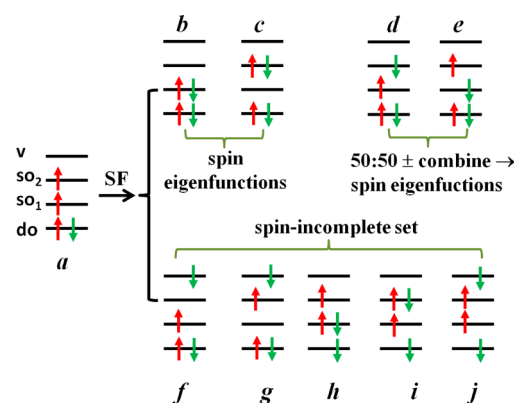 b c d e
v
so₂
so₁
do
SF
a
spin
eigenfunctions
50:50 ± combine →
spin eigenfuctions
spin-incomplete set
f g h i j